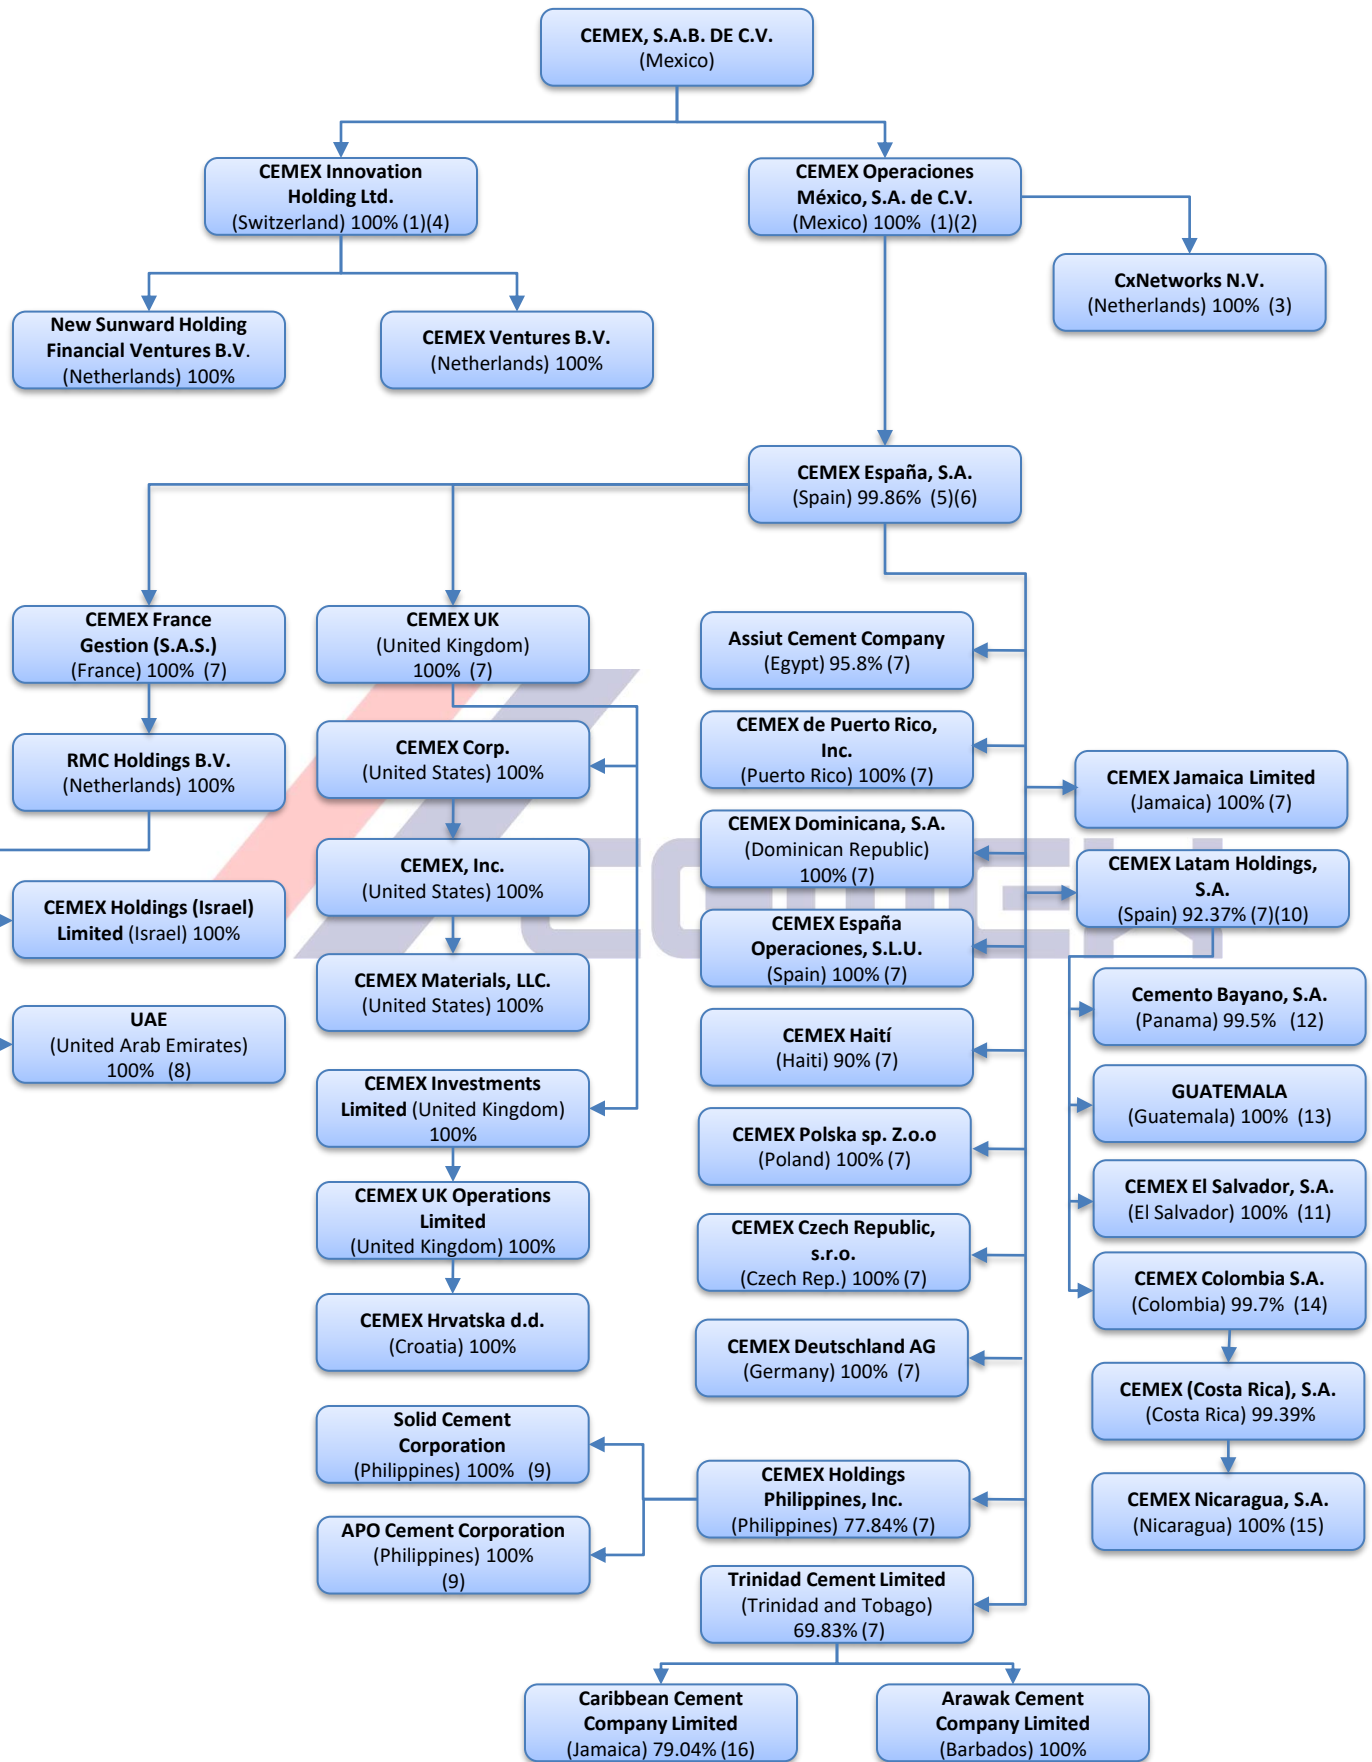 CEMEX, S.A.B. DE C.V.
(Mexico)
CEMEX Innovation
Holding Ltd.
(Switzerland) 100% (1)(4)
CEMEX Operaciones
México, S.A. de C.V.
(Mexico) 100% (1)(2)
CxNetworks N.V.
(Netherlands) 100% (3)
New Sunward Holding
Financial Ventures B.V.
(Netherlands) 100%
CEMEX Ventures B.V.
(Netherlands) 100%
CEMEX España, S.A.
(Spain) 99.86% (5)(6)
CEMEX France
Gestion (S.A.S.)
(France) 100% (7)
RMC Holdings B.V.
(Netherlands) 100%
CEMEX Holdings (Israel)
Limited (Israel) 100%
UAE
(United Arab Emirates)
100% (8)
CEMEX UK
(United Kingdom)
100% (7)
CEMEX Corp.
(United States) 100%
CEMEX, Inc.
(United States) 100%
CEMEX Materials, LLC.
(United States) 100%
CEMEX Investments
Limited (United Kingdom)
100%
CEMEX UK Operations
Limited
(United Kingdom) 100%
CEMEX Hrvatska d.d.
(Croatia) 100%
Solid Cement
Corporation
(Philippines) 100% (9)
APO Cement Corporation
(Philippines) 100%
(9)
Assiut Cement Company
(Egypt) 95.8% (7)
CEMEX de Puerto Rico,
Inc.
(Puerto Rico) 100% (7)
CEMEX Dominicana, S.A.
(Dominican Republic)
100% (7)
CEMEX España
Operaciones, S.L.U.
(Spain) 100% (7)
CEMEX Haití
(Haiti) 90% (7)
CEMEX Polska sp. Z.o.o
(Poland) 100% (7)
CEMEX Czech Republic,
s.r.o.
(Czech Rep.) 100% (7)
CEMEX Deutschland AG
(Germany) 100% (7)
CEMEX Holdings
Philippines, Inc.
(Philippines) 77.84% (7)
Trinidad Cement Limited
(Trinidad and Tobago)
69.83% (7)
Caribbean Cement
Company Limited
(Jamaica) 79.04% (16)
Arawak Cement
Company Limited
(Barbados) 100%
CEMEX Jamaica Limited
(Jamaica) 100% (7)
CEMEX Latam Holdings,
S.A.
(Spain) 92.37% (7)(10)
Cemento Bayano, S.A.
(Panama) 99.5% (12)
GUATEMALA
(Guatemala) 100% (13)
CEMEX El Salvador, S.A.
(El Salvador) 100% (11)
CEMEX Colombia S.A.
(Colombia) 99.7% (14)
CEMEX (Costa Rica), S.A.
(Costa Rica) 99.39%
CEMEX Nicaragua, S.A.
(Nicaragua) 100% (15)
CEMEX